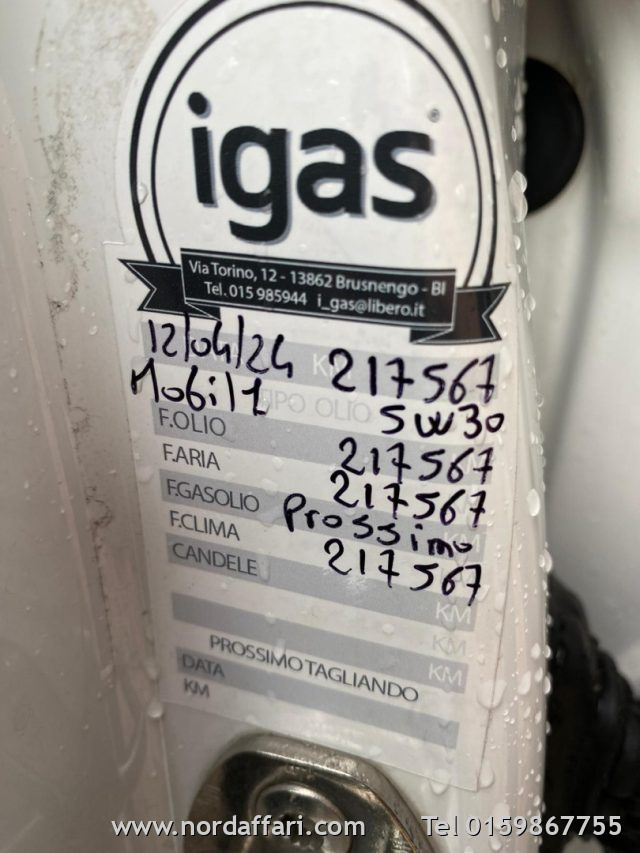 igas®
Via Torino, 12 - 13862 Brusnengo - BI
Tel. 015 985944 i_gas@libero.it
12/04/24 KM 217567
Mobil 1 TIPO OLIO 5W30
F.OLIO 217567
F.ARIA 217567
F.GASOLIO Prossimo KM
F.CLIMA 217567
CANDELE KM
KM
KM
PROSSIMO TAGLIANDO
DATA
KM
www.nordaffari.com Tel 0159867755